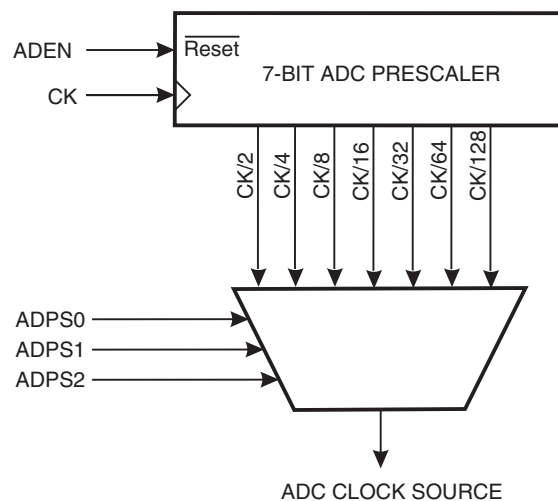 ADEN
Reset
7-BIT ADC PRESCALER
CK
CK/2
CK/4
CK/8
CK/16
CK/32
CK/64
CK/128
ADPS0
ADPS1
ADPS2
ADC CLOCK SOURCE